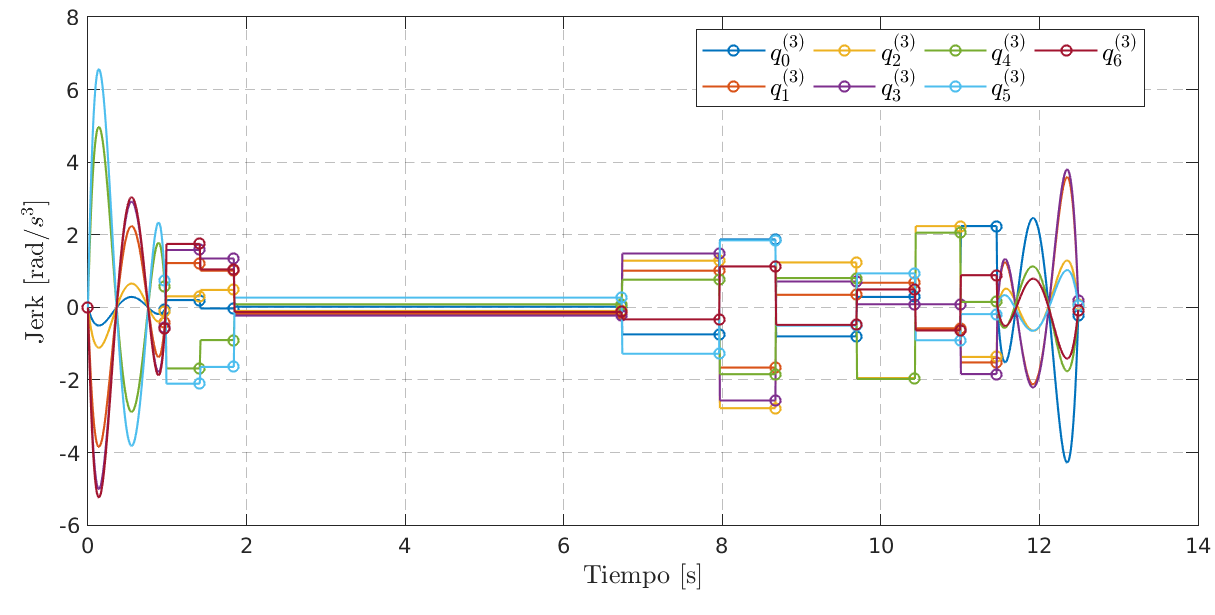 8
6
4
2
0
-2
-4
-6
Jerk [rad/s³]
q₀⁽³⁾ q₂⁽³⁾ q₄⁽³⁾ q₆⁽³⁾
q₁⁽³⁾ q₃⁽³⁾ q₅⁽³⁾
0 2 4 6 8 10 12 14
Tiempo [s]